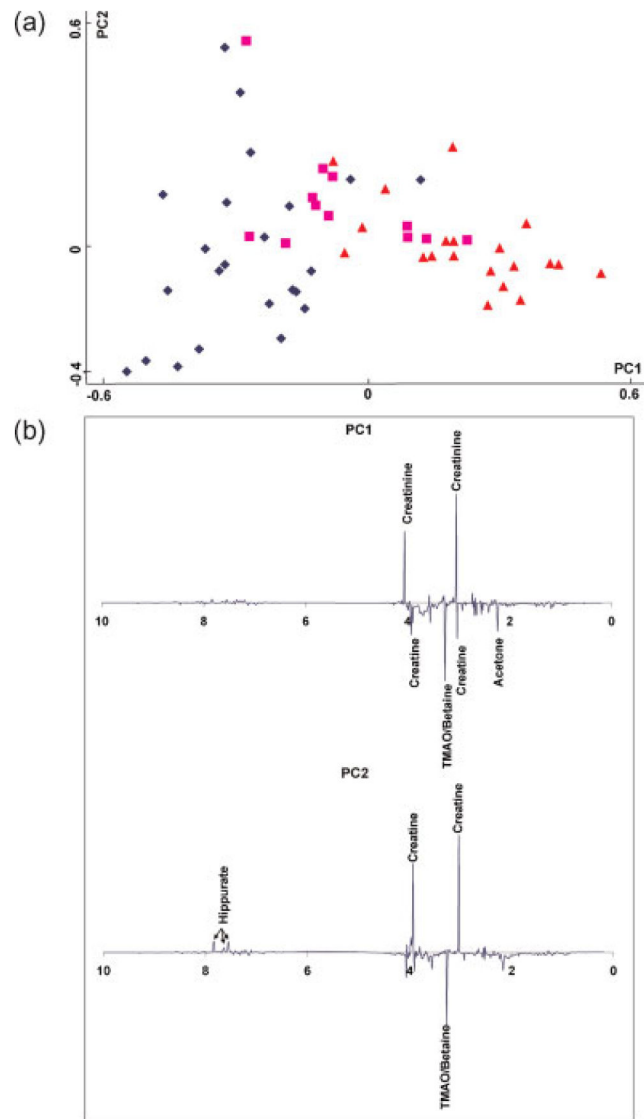 (a)
PC2
0.6
0
-0.4
-0.6
0
0.6
PC1
(b)
PC1
Creatinine
Creatinine
10
8
6
4
2
0
Creatine
TMAO/Betaine
Creatine
Acetone
PC2
Creatine
Creatine
Hippurate
10
8
6
4
2
0
TMAO/Betaine